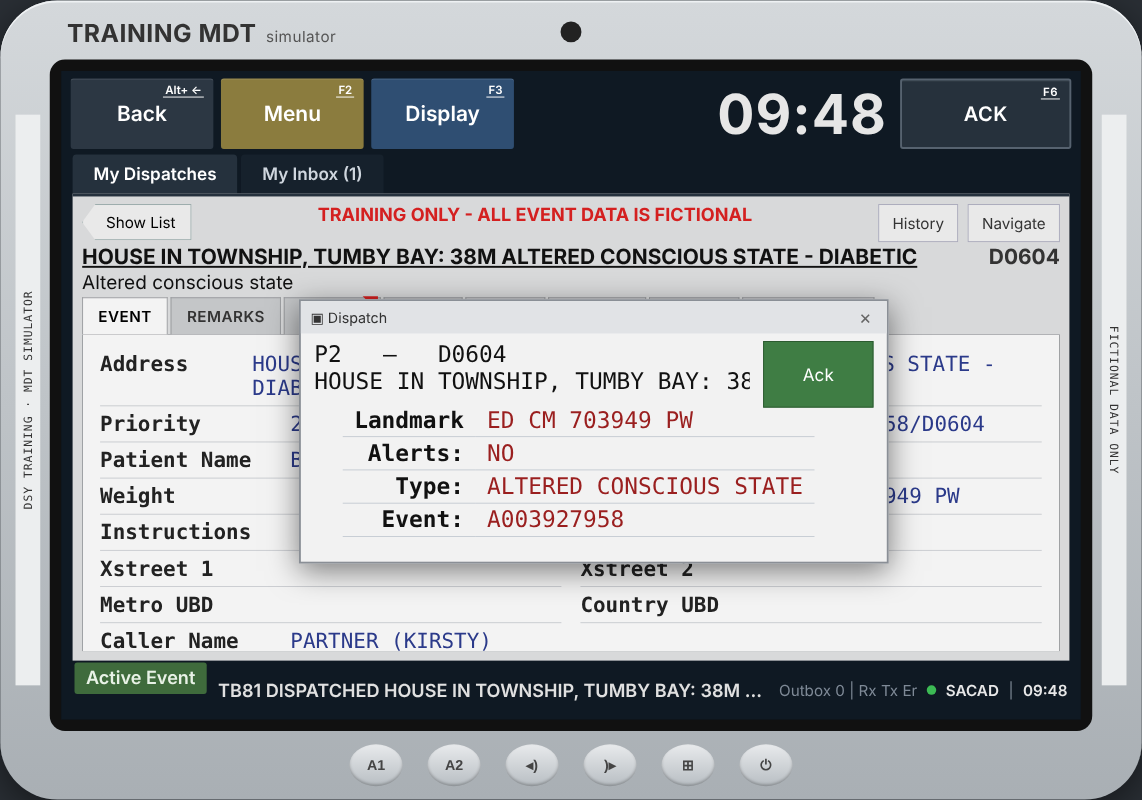 TRAINING MDT simulator
Back Alt+ ←
Menu F2
Display F3
09:48
ACK F6
My Dispatches
My Inbox (1)
Show List
TRAINING ONLY - ALL EVENT DATA IS FICTIONAL
History
Navigate
HOUSE IN TOWNSHIP, TUMBY BAY: 38M ALTERED CONSCIOUS STATE - DIABETIC
D0604
Altered conscious state
EVENT
REMARKS
Dispatch
P2 – D0604
HOUSE IN TOWNSHIP, TUMBY BAY: 38
Ack
Landmark ED CM 703949 PW
Alerts: NO
Type: ALTERED CONSCIOUS STATE
Event: A003927958
Address
STATE -
Priority 2
58/D0604
Patient Name
Weight
949 PW
Instructions
Xstreet 1
Xstreet 2
Metro UBD
Country UBD
Caller Name PARTNER (KIRSTY)
Active Event
TB81 DISPATCHED HOUSE IN TOWNSHIP, TUMBY BAY: 38M ...
Outbox 0 | Rx Tx Er
SACAD | 09:48
A1
A2
DSY TRAINING · MDT SIMULATOR
FICTIONAL DATA ONLY